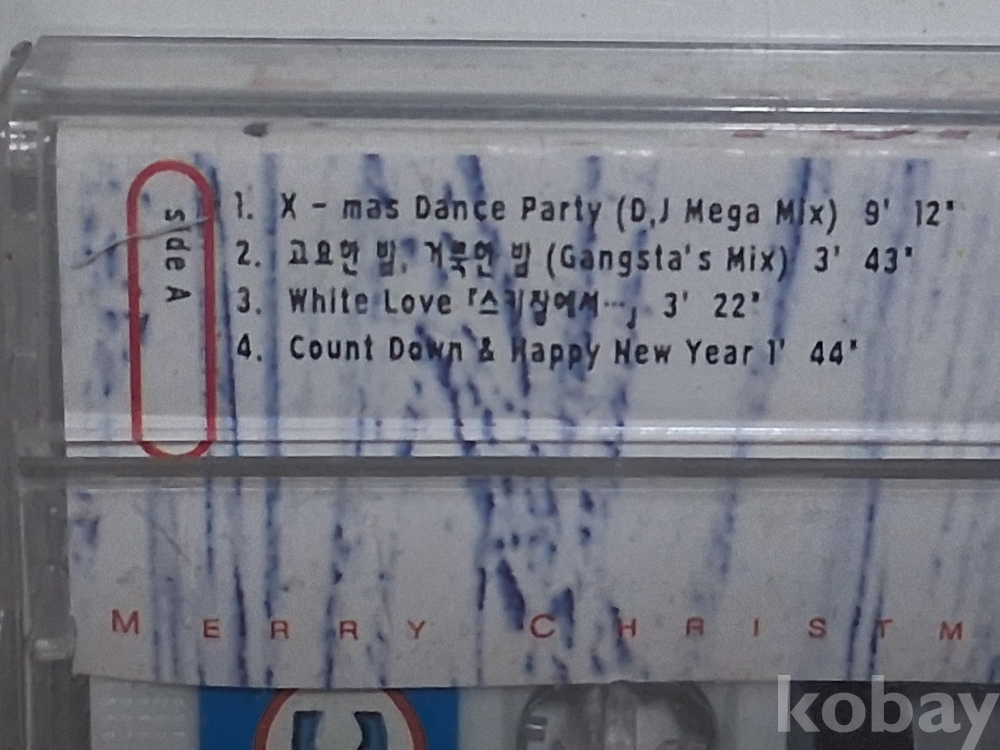 Side A
1. X - mas Dance Party (D.J Mega Mix) 9' 12"
2. 고요한 밤, 거룩한 밤 (Gangsta's Mix) 3' 43"
3. White Love 「스키장에서…」 3' 22"
4. Count Down & Happy New Year 1' 44"
MERRY CHRISTM
kobay